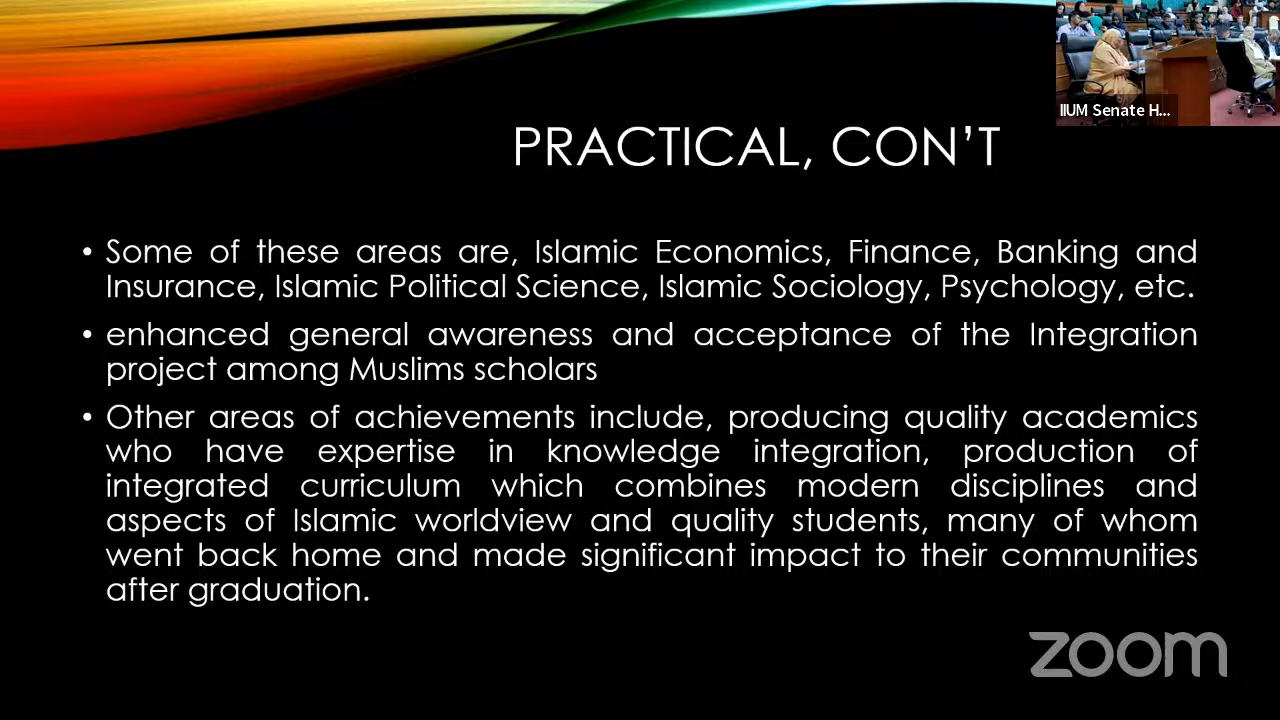 IIUM Senate H...
PRACTICAL, CON’T
• Some of these areas are, Islamic Economics, Finance, Banking and
Insurance, Islamic Political Science, Islamic Sociology, Psychology, etc.
• enhanced general awareness and acceptance of the Integration
project among Muslims scholars
• Other areas of achievements include, producing quality academics
who have expertise in knowledge integration, production of
integrated curriculum which combines modern disciplines and
aspects of Islamic worldview and quality students, many of whom
went back home and made significant impact to their communities
after graduation.
zoom